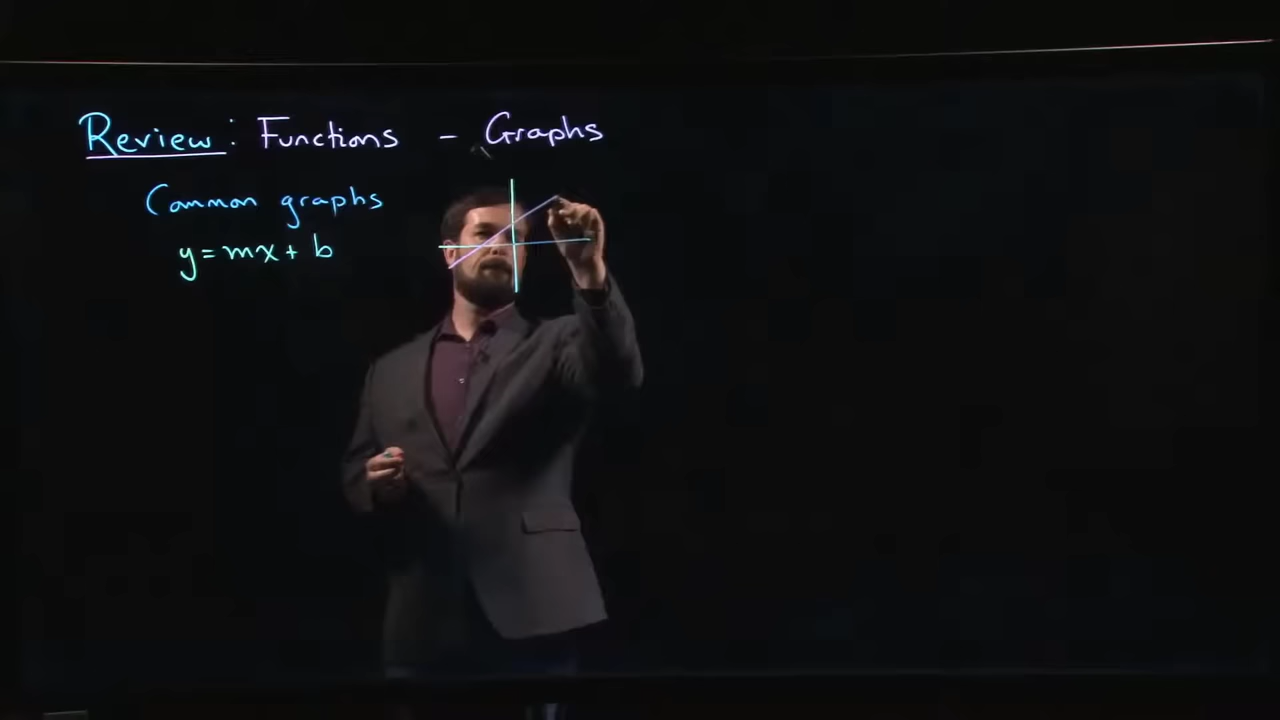 Review: Functions - Graphs
Common graphs
y = mx + b